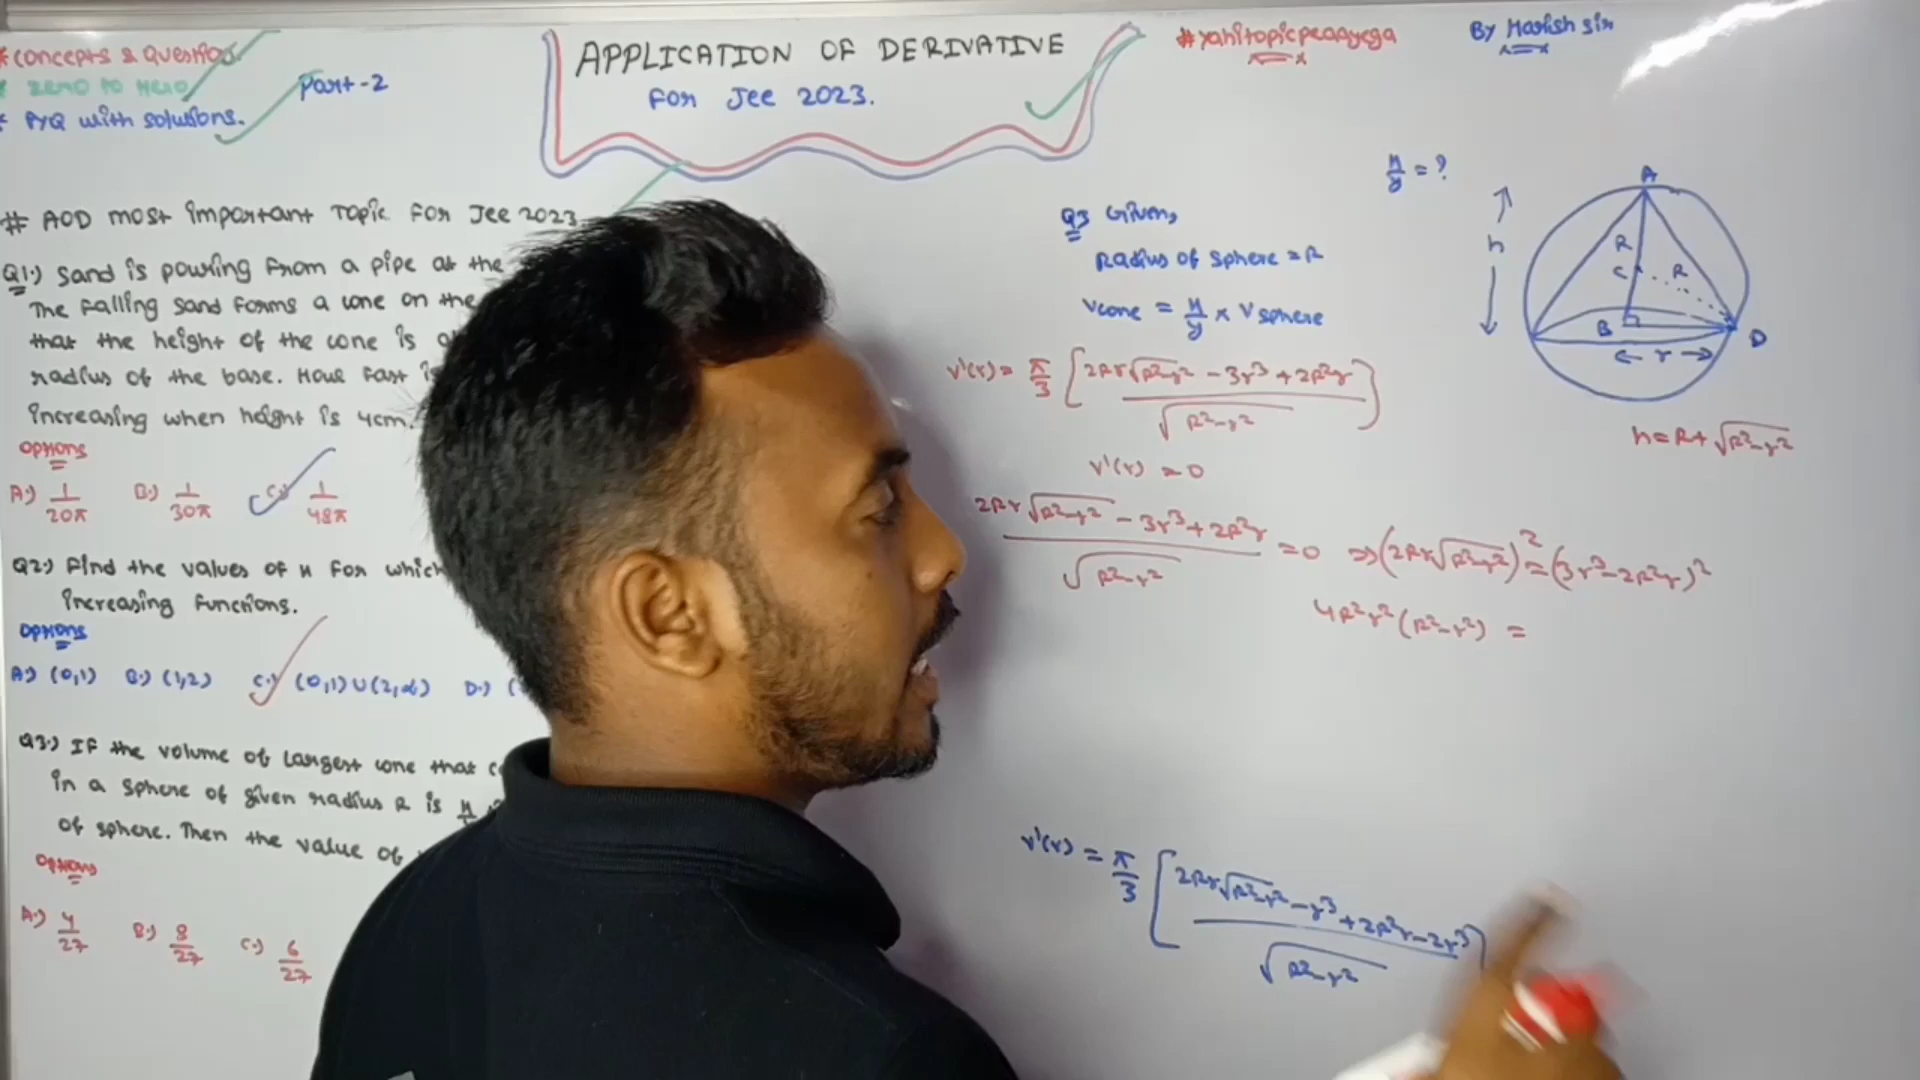 *concepts & Question.
* Zero to Hero
* PYQ with solutions.
Part-2
APPLICATION OF DERIVATIVE
For Jee 2023.
#Yahitopicpeaayega
By Harish sir
# AOD most important Topic For Jee 2023
Q1.) Sand is pouring from a pipe at the
The falling sand forms a cone on the
that the height of the cone is
radius of the base. How fast
increasing when height is 4cm.
Options
A.) 1/20π B.) 1/30π C.) 1/48π
Q2.) Find the values of x for which
increasing functions.
Options
A.) (0,1) B.) (1,2) C.) (0,1) ∪ (2,∞) D.) (
Q3.) If the volume of largest cone that
in a sphere of given radius R is x
of sphere. Then the value of
Options
A.) 4/27 B.) 8/27 C.) 6/27
Q3 Given,
Radius of sphere = R
Vcone = x/y × Vsphere
V'(r) = π/3 [(2Rr√(R²-r²) - 3r³ + 2R²r)/√(R²-r²)]
V'(r) = 0
(2Rr√(R²-r²) - 3r³ + 2R²r)/√(R²-r²) = 0 ⇒ (2Rr√(R²-r²))² = (3r³-2R²r)²
4R²r²(R²-r²) =
V'(r) = π/3 [(2Rr√(R²-r²) - r³ + 2R²r - 2r³)/√(R²-r²)]
x/y = ?
A
h
R
C
R
B
D
r
h = R + √(R²-r²)